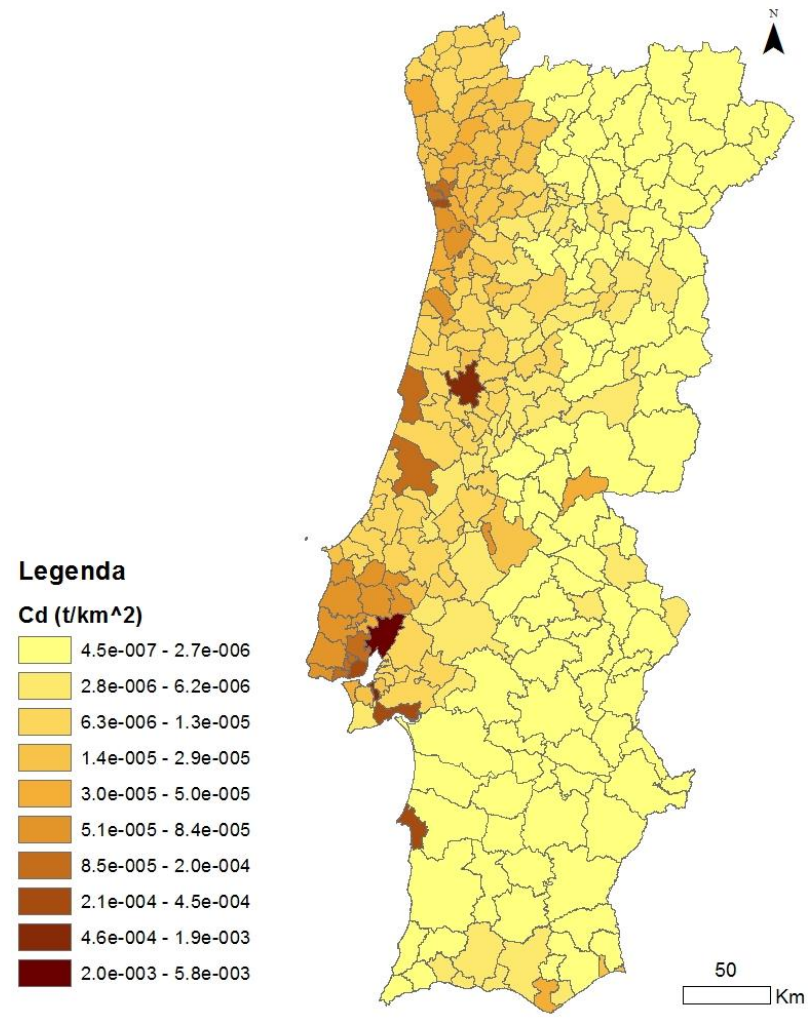 N
Legenda
Cd (t/km^2)
4.5e-007 - 2.7e-006
2.8e-006 - 6.2e-006
6.3e-006 - 1.3e-005
1.4e-005 - 2.9e-005
3.0e-005 - 5.0e-005
5.1e-005 - 8.4e-005
8.5e-005 - 2.0e-004
2.1e-004 - 4.5e-004
4.6e-004 - 1.9e-003
2.0e-003 - 5.8e-003
50
Km